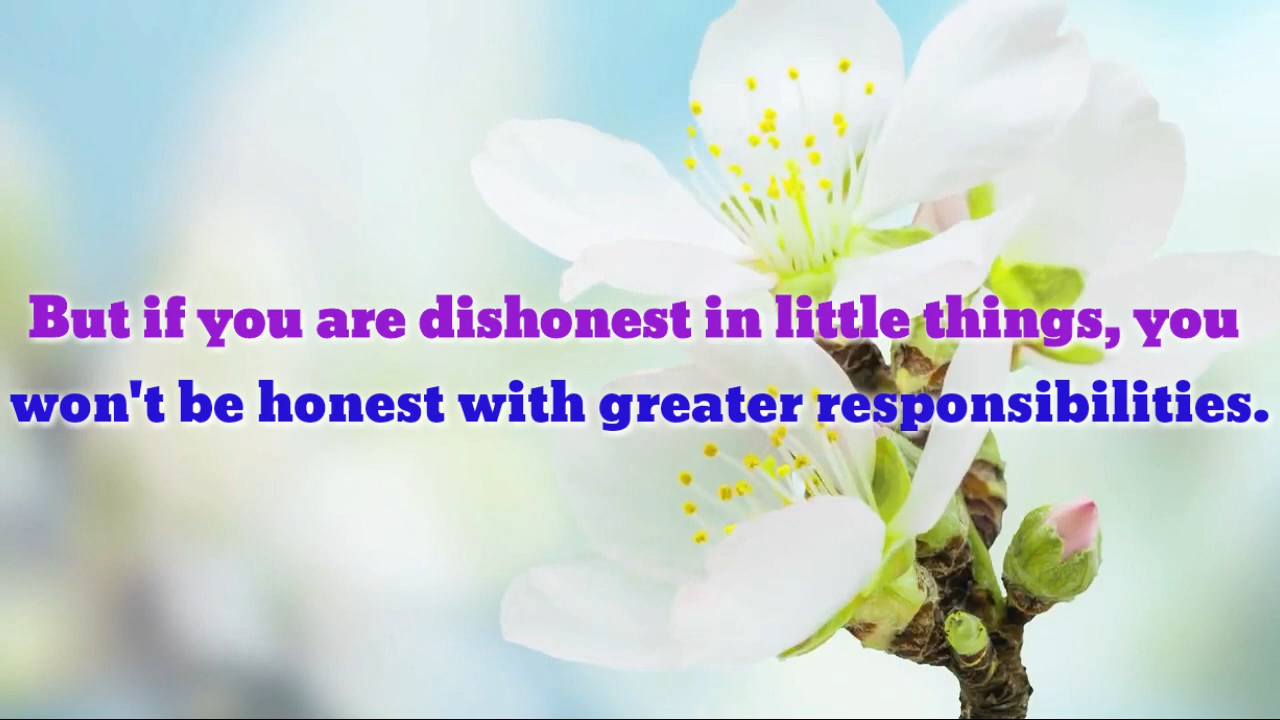 But if you are dishonest in little things, you
won't be honest with greater responsibilities.